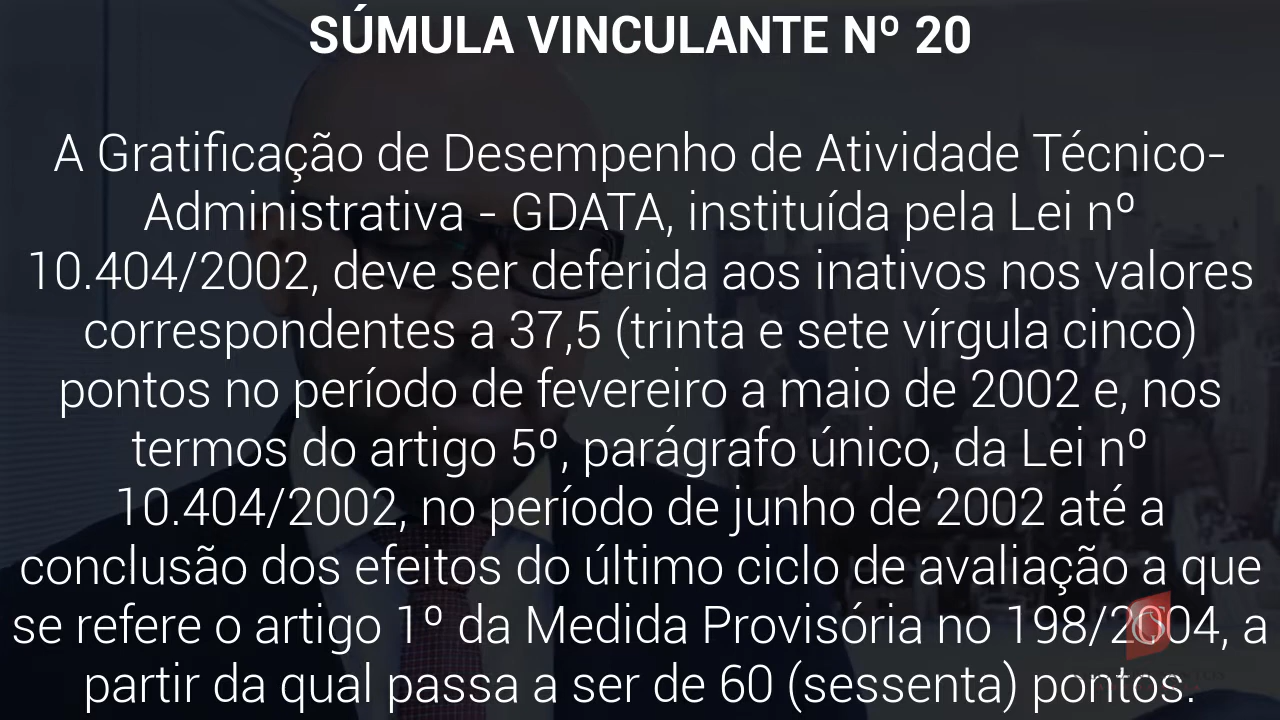 SÚMULA VINCULANTE Nº 20
A Gratificação de Desempenho de Atividade Técnico-
Administrativa - GDATA, instituída pela Lei nº
10.404/2002, deve ser deferida aos inativos nos valores
correspondentes a 37,5 (trinta e sete vírgula cinco)
pontos no período de fevereiro a maio de 2002 e, nos
termos do artigo 5º, parágrafo único, da Lei nº
10.404/2002, no período de junho de 2002 até a
conclusão dos efeitos do último ciclo de avaliação a que
se refere o artigo 1º da Medida Provisória no 198/2004, a
partir da qual passa a ser de 60 (sessenta) pontos.